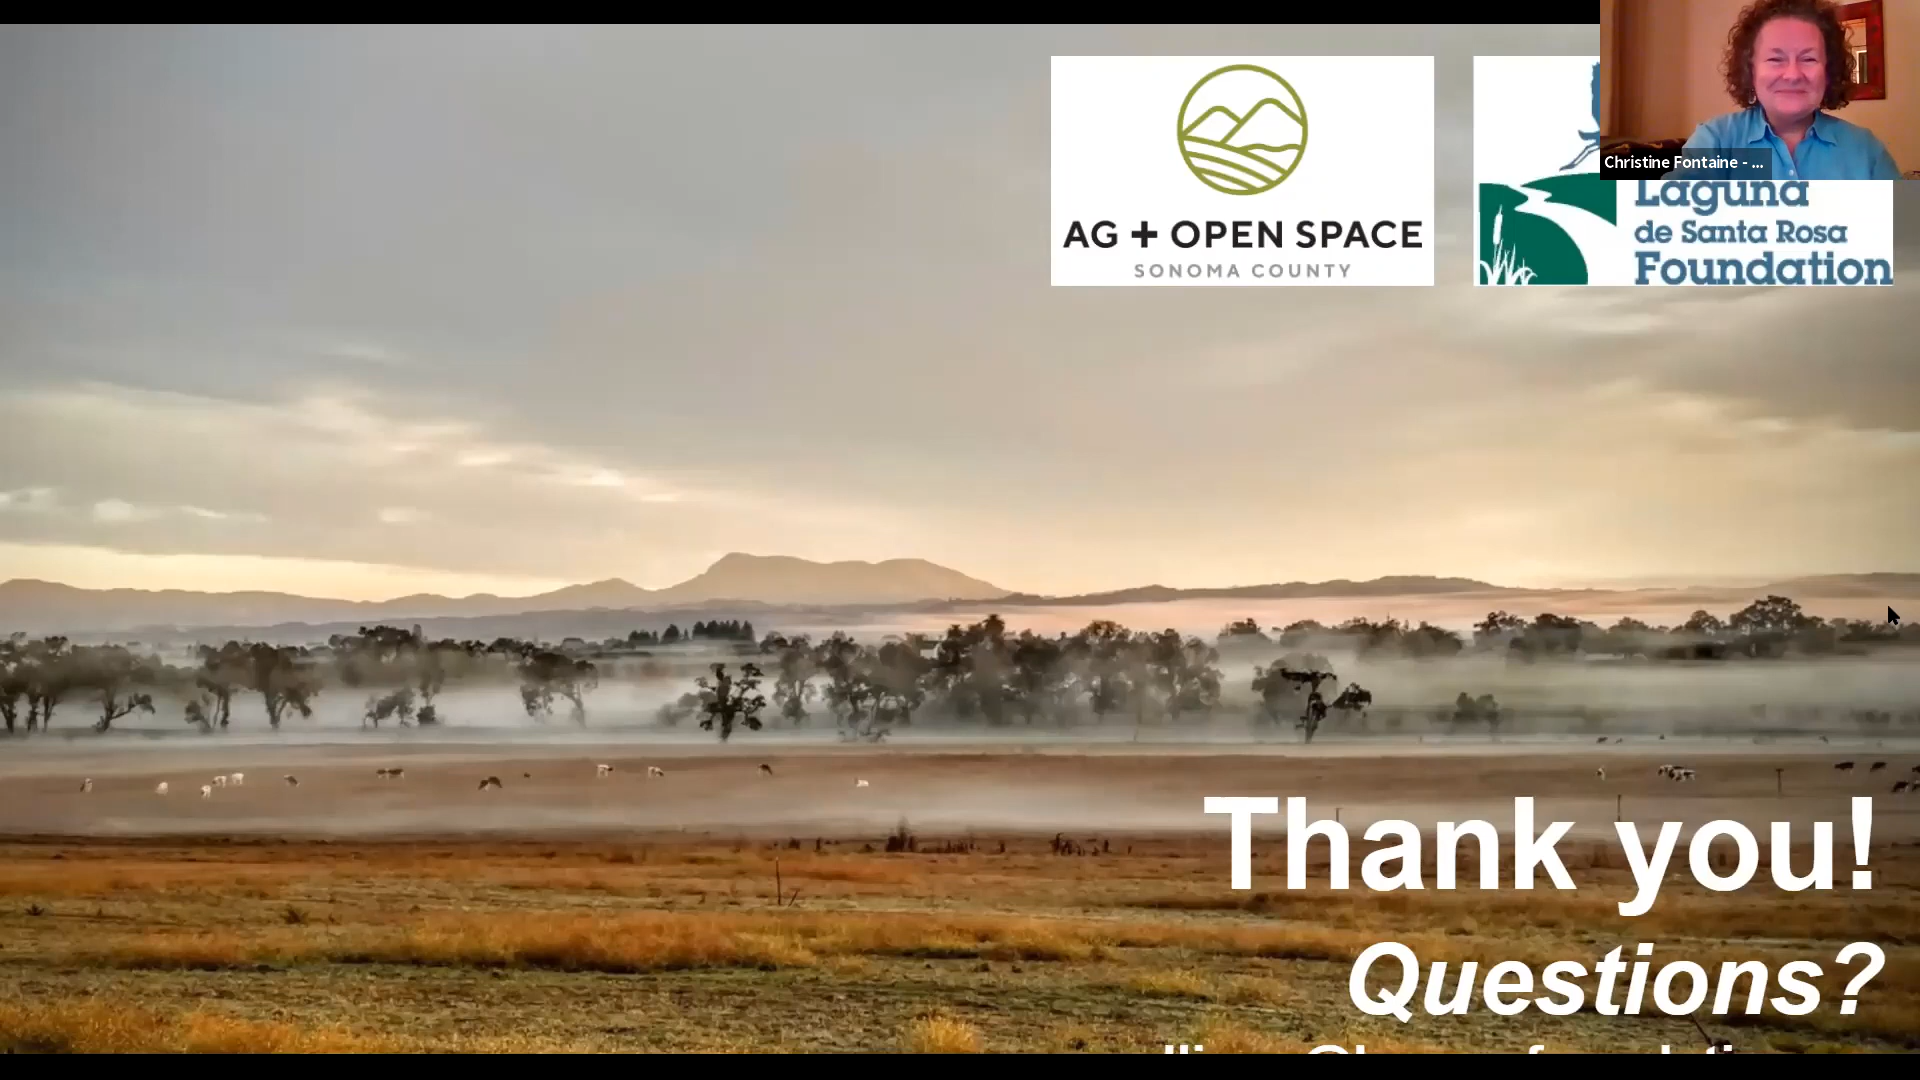 AG + OPEN SPACE
SONOMA COUNTY
Christine Fontaine - ...
Laguna
de Santa Rosa
Foundation
Thank you!
Questions?